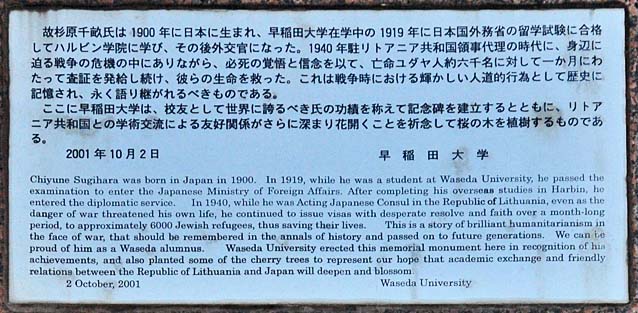 故杉原千畝氏は1900年に日本に生まれ、早稲田大学在学中の1919年に日本国外務省の留学試験に合格
してハルビン学院に学び、その後外交官になった。1940年駐リトアニア共和国領事代理の時代に、身辺に
迫る戦争の危機の中にありながら、必死の覚悟と信念を以て、亡命ユダヤ人約六千名に対して一か月にわ
たって査証を発給し続け、彼らの生命を救った。これは戦争時における輝かしい人道的行為として歴史に
記憶され、永く語り継がれるべきものである。
ここに早稲田大学は、校友として世界に誇るべき氏の功績を称えて記念碑を建立するとともに、リトア
ニア共和国との学術交流による友好関係がさらに深まり花開くことを祈念して桜の木を植樹するものであ
る。
2001年10月2日 早稲田大学
Chiyune Sugihara was born in Japan in 1900. In 1919, while he was a student at Waseda University, he passed the
examination to enter the Japanese Ministry of Foreign Affairs. After completing his overseas studies in Harbin, he
entered the diplomatic service. In 1940, while he was Acting Japanese Consul in the Republic of Lithuania, even as the
danger of war threatened his own life, he continued to issue visas with desperate resolve and faith over a month-long
period, to approximately 6000 Jewish refugees, thus saving their lives. This is a story of brilliant humanitarianism in
the face of war, that should be remembered in the annals of history and passed on to future generations. We can be
proud of him as a Waseda alumnus. Waseda University erected this memorial monument here in recognition of his
achievements, and also planted some of the cherry trees to represent our hope that academic exchange and friendly
relations between the Republic of Lithuania and Japan will deepen and blossom
2 October, 2001 Waseda University